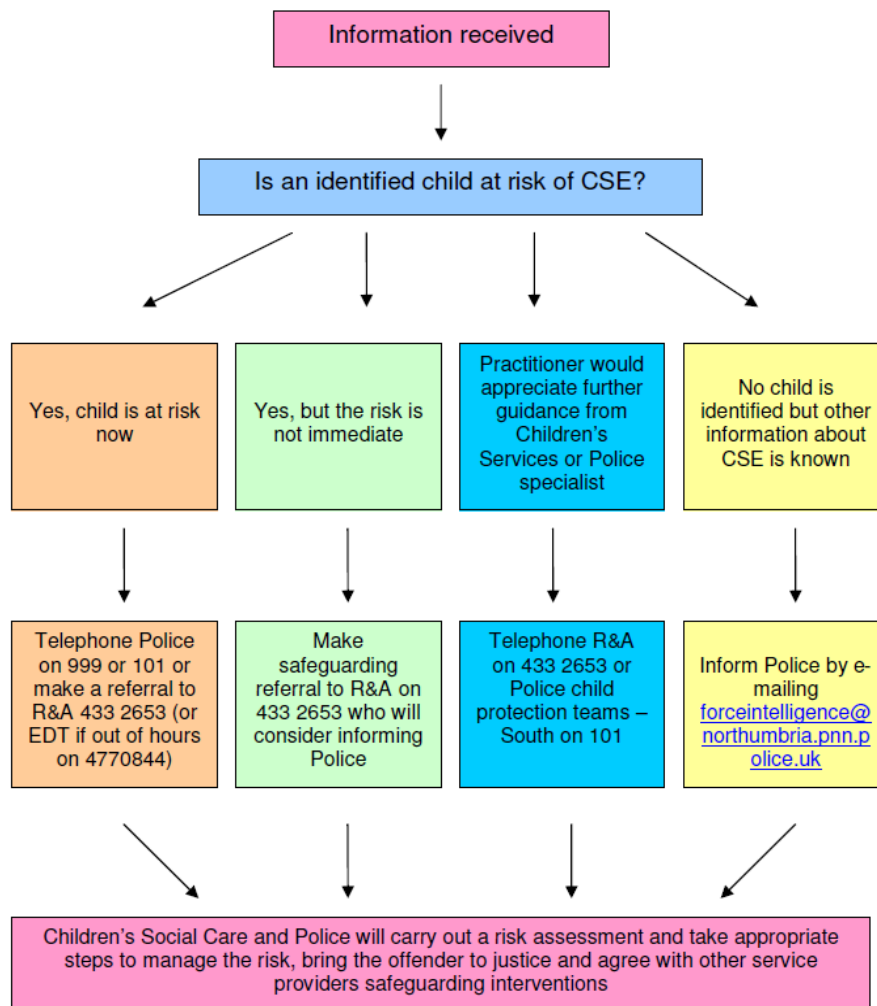 Information received
Is an identified child at risk of CSE?
Yes, child is at risk
now
Yes, but the risk is
not immediate
Practitioner would
appreciate further
guidance from
Children's
Services or Police
specialist
No child is
identified but other
information about
CSE is known
Telephone Police
on 999 or 101 or
make a referral to
R&A 433 2653 (or
EDT if out of hours
on 4770844)
Make
safeguarding
referral to R&A on
433 2653 who will
consider informing
Police
Telephone R&A
on 433 2653 or
Police child
protection teams –
South on 101
Inform Police by e-
mailing
forceintelligence@
northumbria.pnn.p
olice.uk
Children's Social Care and Police will carry out a risk assessment and take appropriate
steps to manage the risk, bring the offender to justice and agree with other service
providers safeguarding interventions